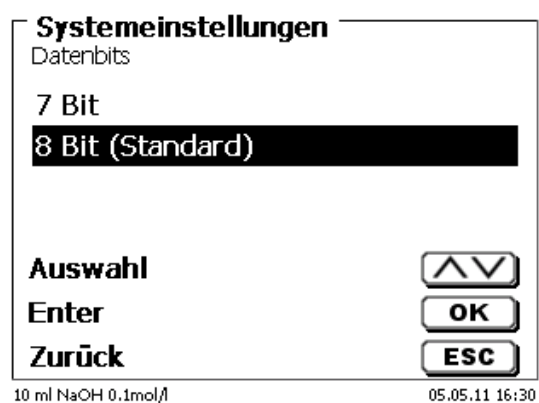 Systemeinstellungen
Datenbits
7 Bit
8 Bit (Standard)
Auswahl
Enter OK
Zurück ESC
10 ml NaOH 0.1mol/l 05.05.11 16:30